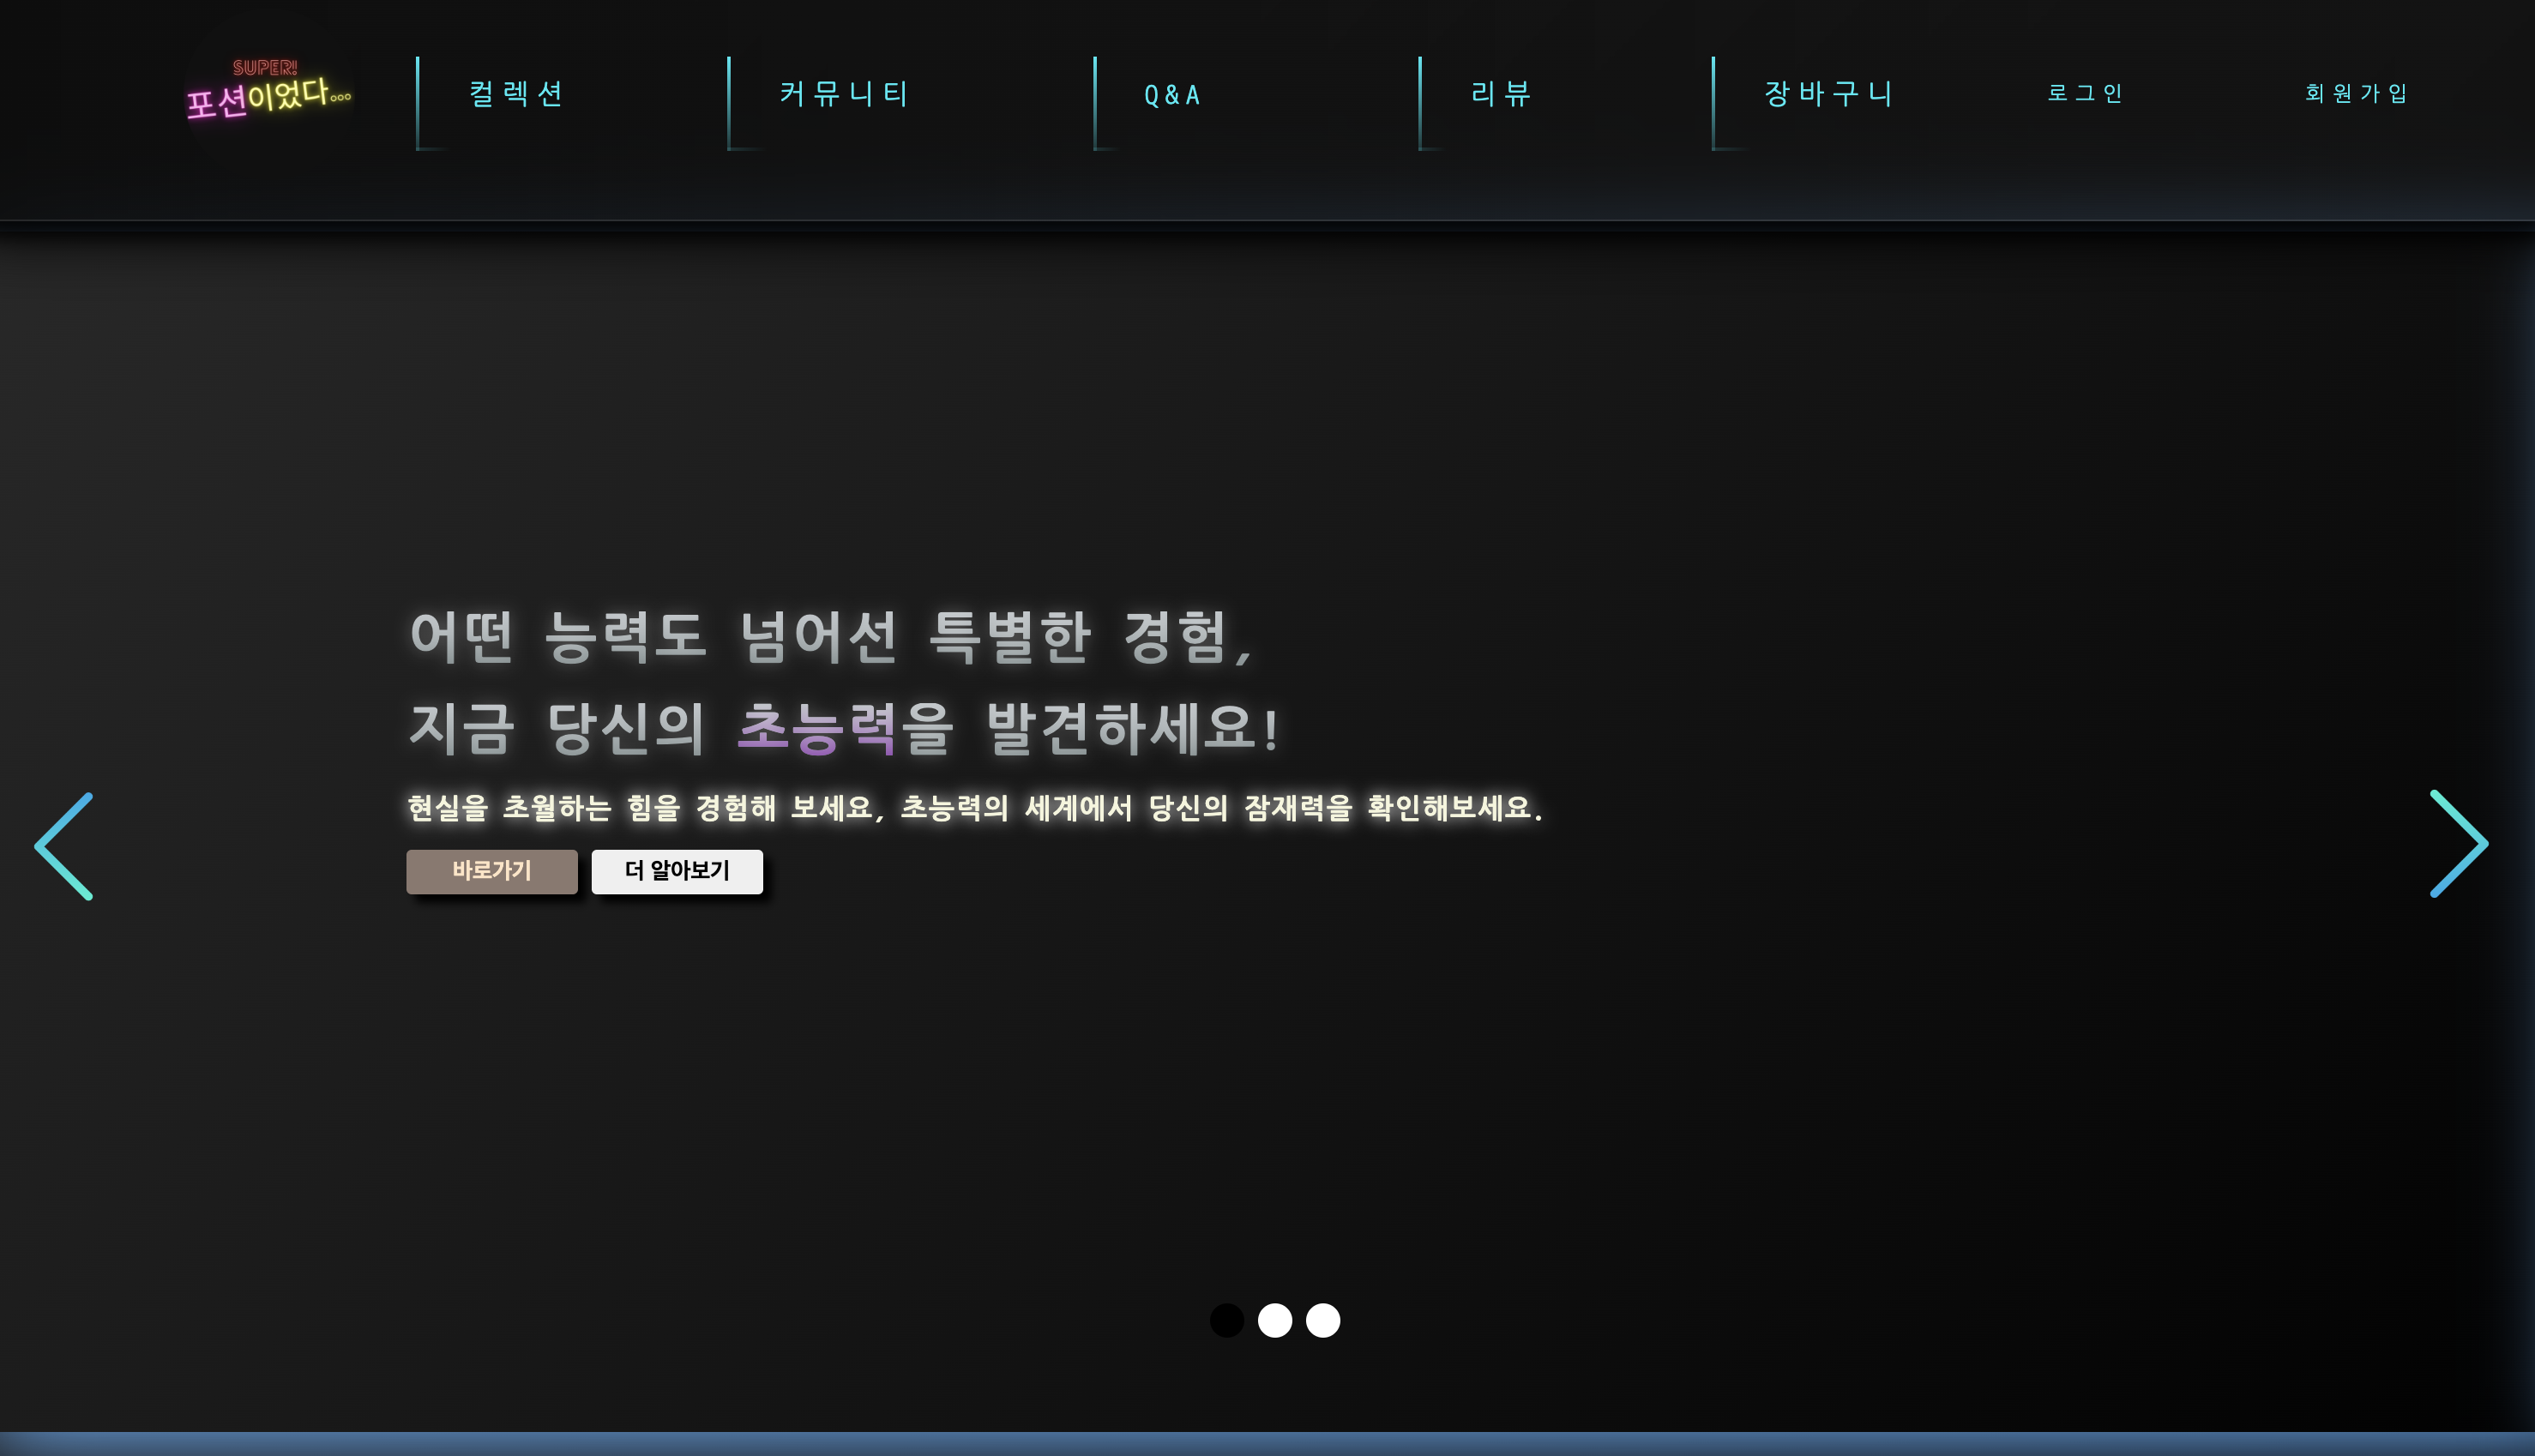 SUPER!
포션이었다...
컬렉션
커뮤니티
Q&A
리뷰
장바구니
로그인
회원가입
어떤 능력도 넘어선 특별한 경험,
지금 당신의 초능력을 발견하세요!
현실을 초월하는 힘을 경험해 보세요, 초능력의 세계에서 당신의 잠재력을 확인해보세요.
바로가기
더 알아보기